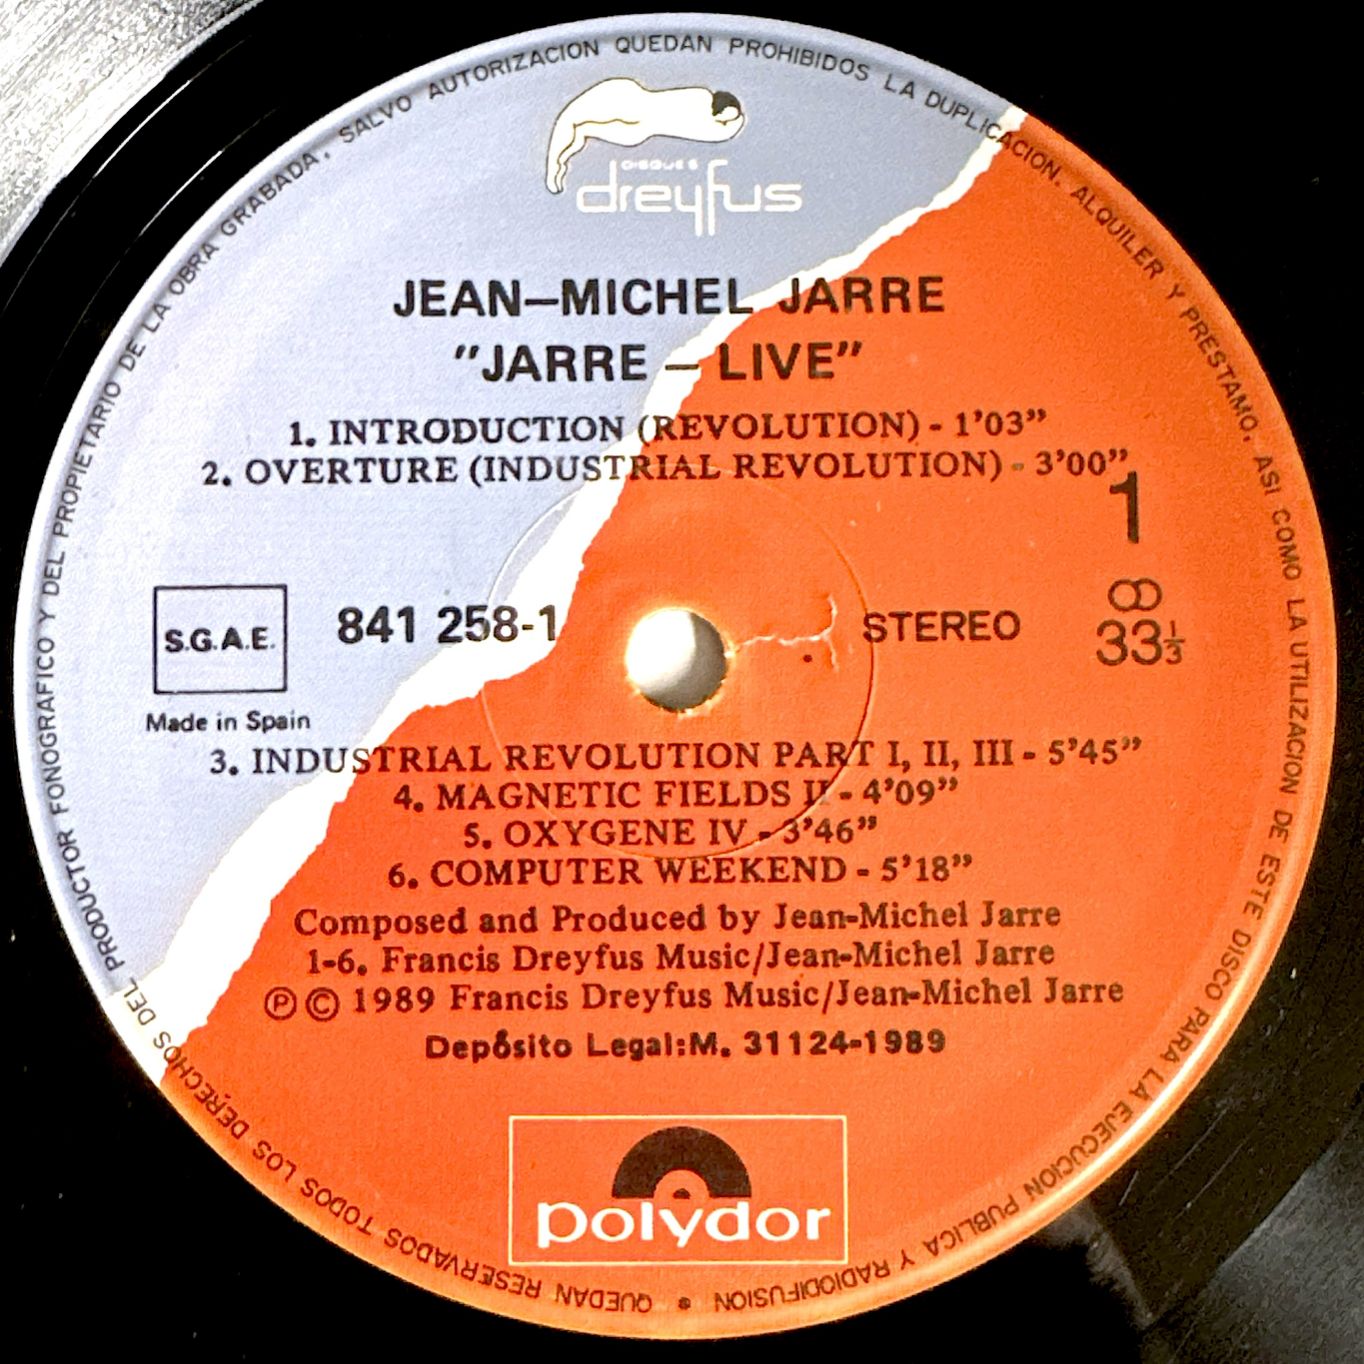 QUEDAN RESERVADOS TODOS LOS DERECHOS DEL PRODUCTOR FONOGRAFICO Y DEL PROPIETARIO DE LA OBRA GRABADA. SALVO AUTORIZACION QUEDAN PROHIBIDOS LA DUPLICACION. ALQUILER Y PRESTAMO, ASI COMO LA UTILIZACION DE ESTE DISCO PARA LA EJECUCION PUBLICA Y RADIODIFUSION •
DISQUES
dreyfus
JEAN–MICHEL JARRE
"JARRE – LIVE"
1. INTRODUCTION (REVOLUTION) - 1'03"
2. OVERTURE (INDUSTRIAL REVOLUTION) - 3'00"
1
S.G.A.E.
841 258-1
STEREO
33⅓
Made in Spain
3. INDUSTRIAL REVOLUTION PART I, II, III - 5'45"
4. MAGNETIC FIELDS II - 4'09"
5. OXYGENE IV - 3'46"
6. COMPUTER WEEKEND - 5'18"
Composed and Produced by Jean-Michel Jarre
1-6. Francis Dreyfus Music/Jean-Michel Jarre
Ⓟ © 1989 Francis Dreyfus Music/Jean-Michel Jarre
Depósito Legal:M. 31124-1989
polydor